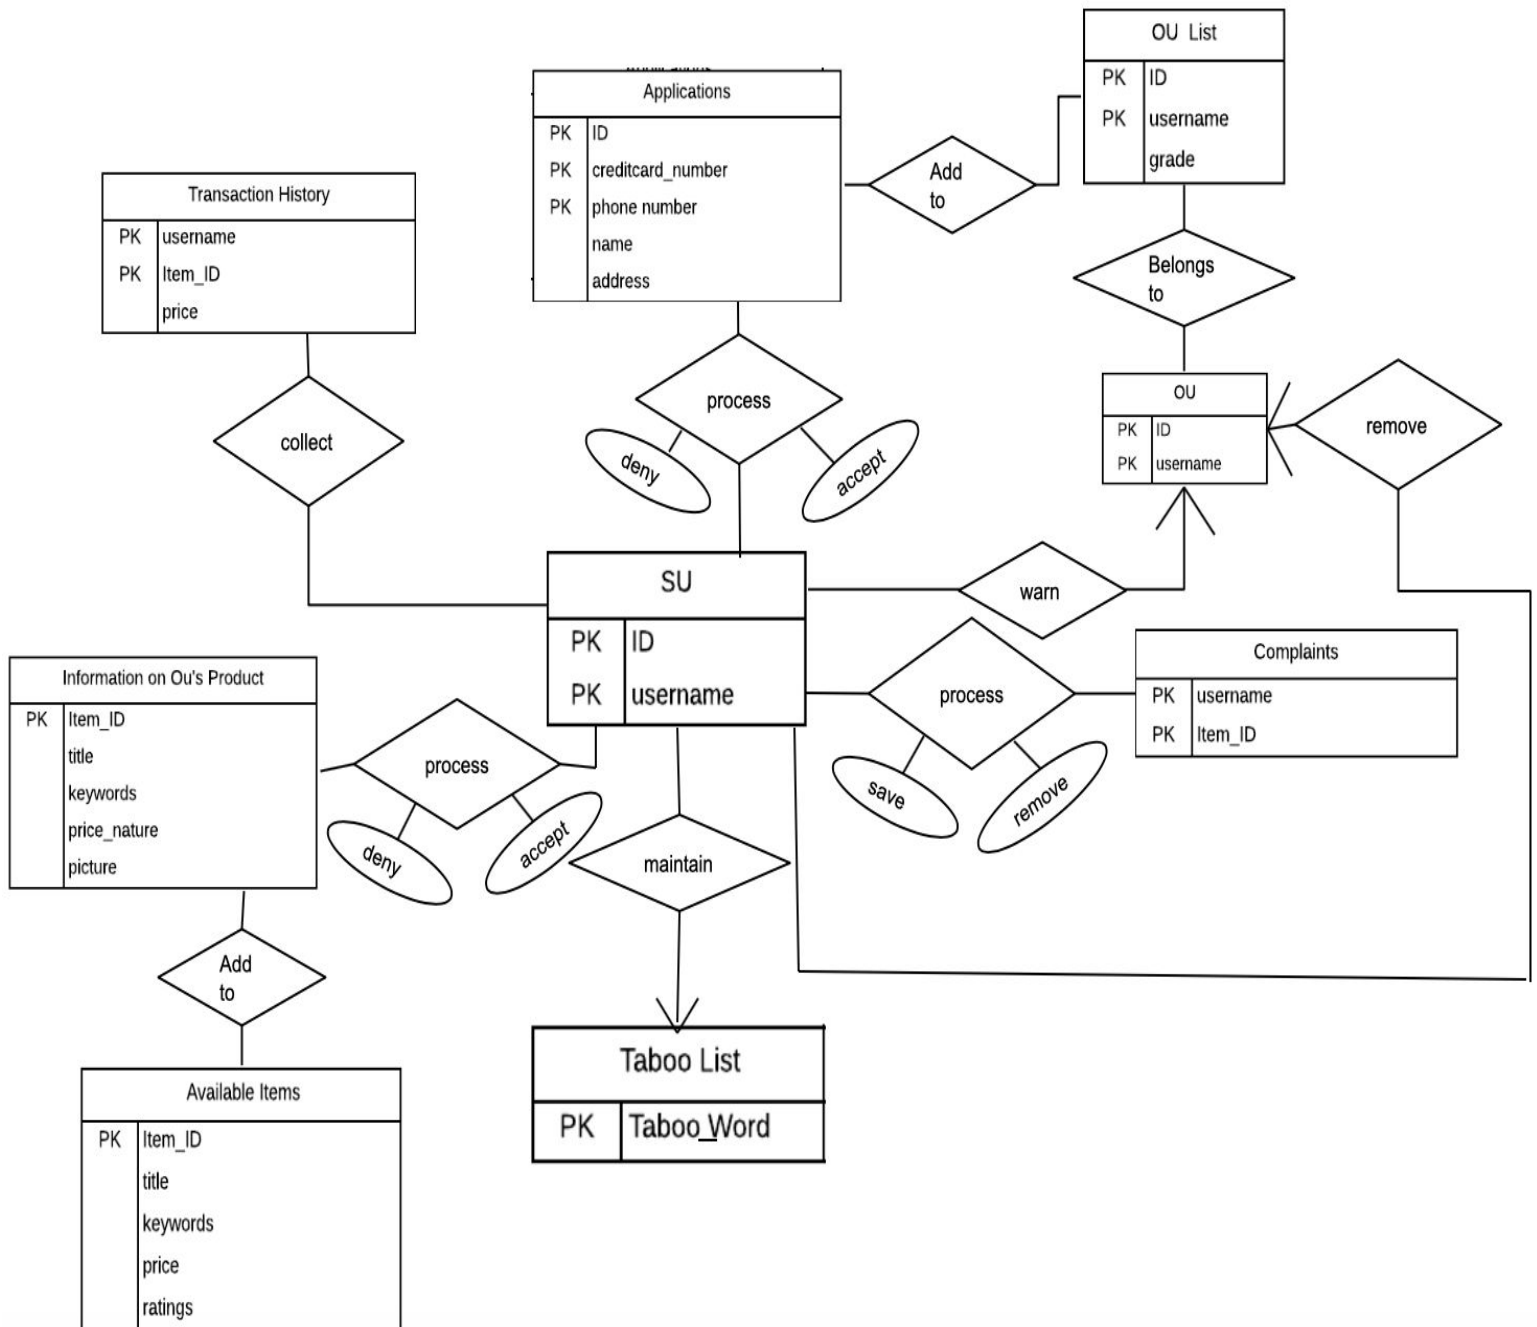 OU List
PK ID
PK username
grade
Applications
PK ID
PK creditcard_number
PK phone number
name
address
Add
to
Transaction History
PK username
PK Item_ID
price
Belongs
to
collect
process
deny
accept
OU
PK ID
PK username
remove
SU
PK ID
PK username
warn
Information on Ou's Product
PK Item_ID
title
keywords
price_nature
picture
process
deny
accept
process
save
remove
Complaints
PK username
PK Item_ID
maintain
Add
to
Taboo List
PK Taboo_Word
Available Items
PK Item_ID
title
keywords
price
ratings